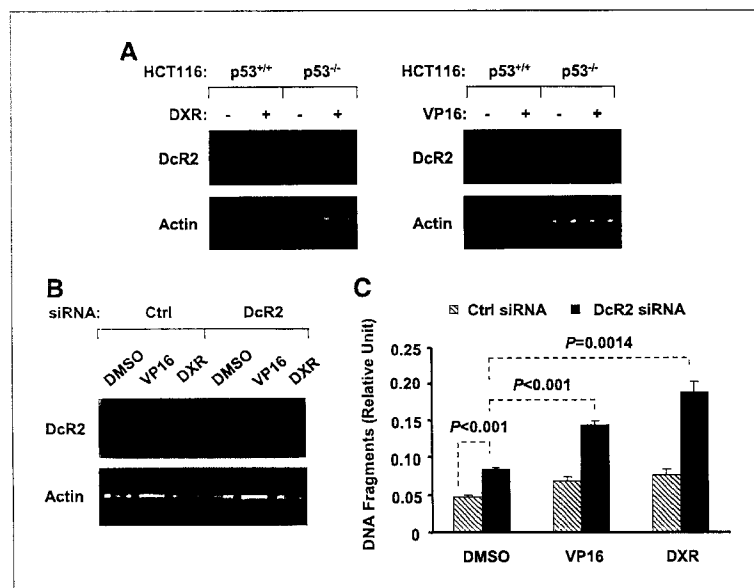 A
HCT116: p53+/+ p53-/-
DXR: - + - +
DcR2
Actin
HCT116: p53+/+ p53-/-
VP16: - + - +
DcR2
Actin
B
siRNA: Ctrl DcR2
DMSO VP16 DXR DMSO VP16 DXR
DcR2
Actin
C
Ctrl siRNA DcR2 siRNA
DNA Fragments (Relative Unit)
0.25
0.20
0.15
0.10
0.05
0
P=0.0014
P<0.001
P<0.001
DMSO VP16 DXR